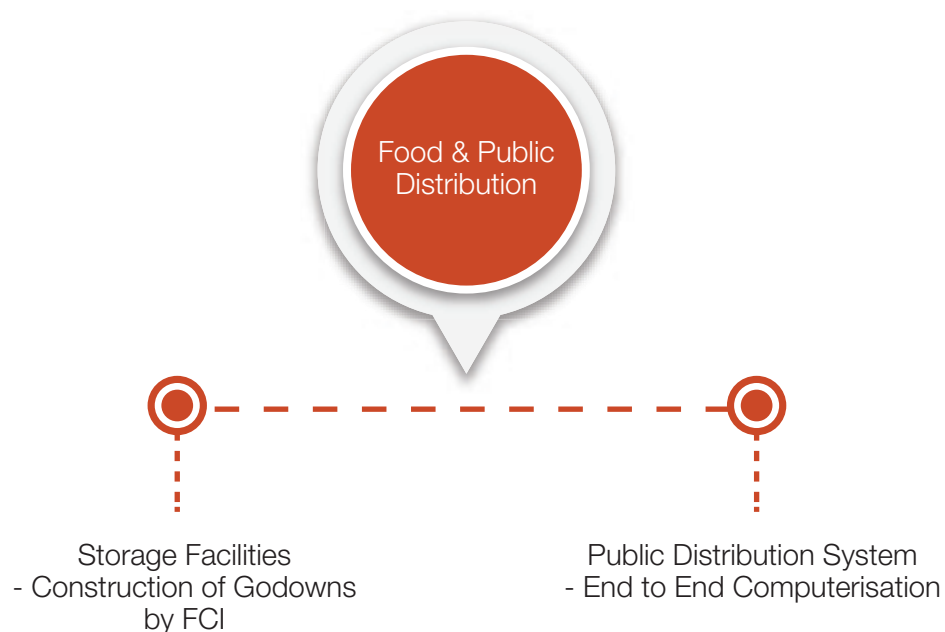 Food & Public
Distribution
Storage Facilities
- Construction of Godowns
by FCI
Public Distribution System
- End to End Computerisation